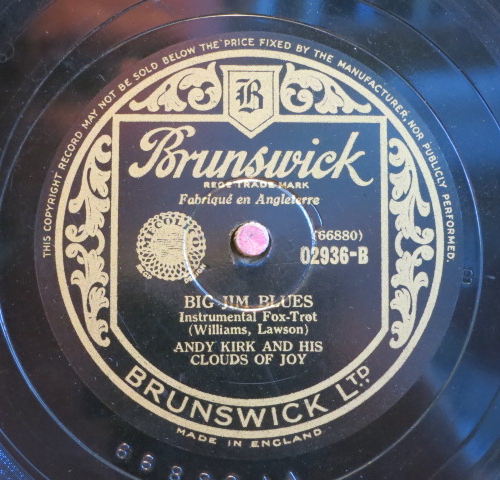 THIS COPYRIGHT RECORD MAY NOT BE SOLD BELOW THE PRICE FIXED BY THE MANUFACTURER, NOR PUBLICLY PERFORMED.
B
Brunswick
REGD TRADE MARK
Fabriqué en Angleterre
(66880)
02936-B
BIG JIM BLUES
Instrumental Fox-Trot
(Williams, Lawson)
ANDY KIRK AND HIS
CLOUDS OF JOY
BRUNSWICK LTD.
MADE IN ENGLAND